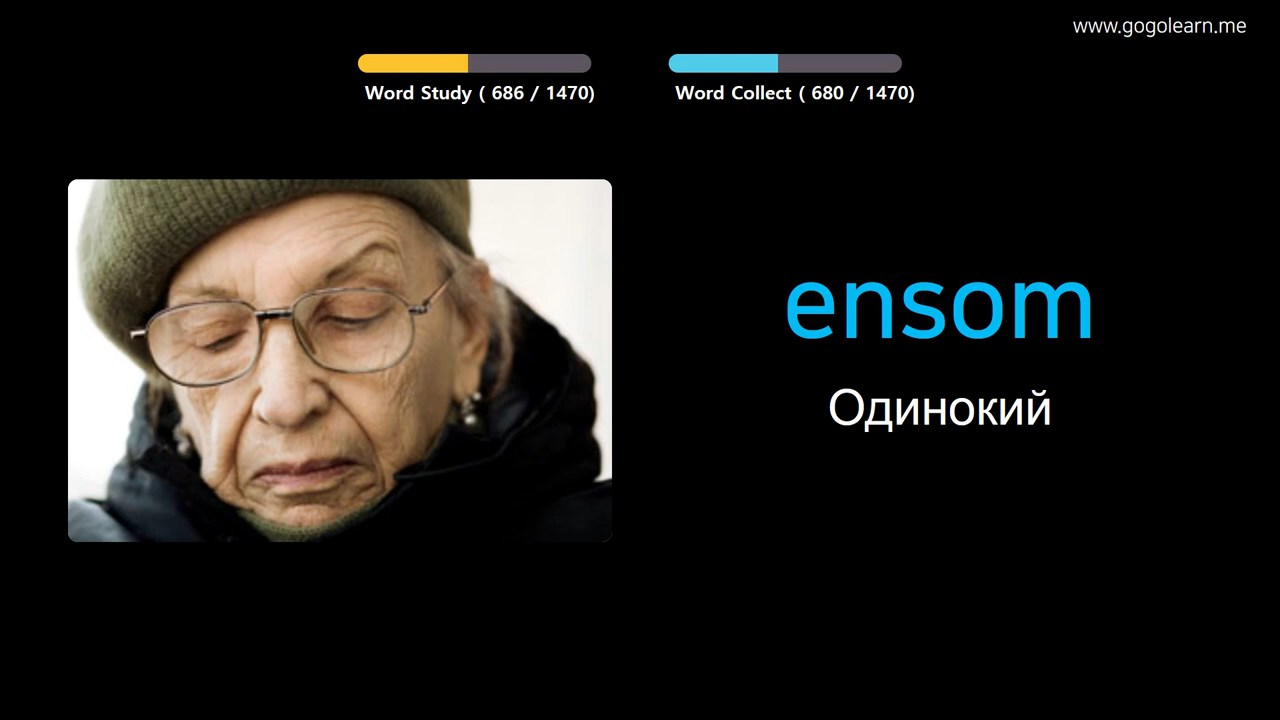 www.gogolearn.me
Word Study ( 686 / 1470)
Word Collect ( 680 / 1470)
ensom
Одинокий